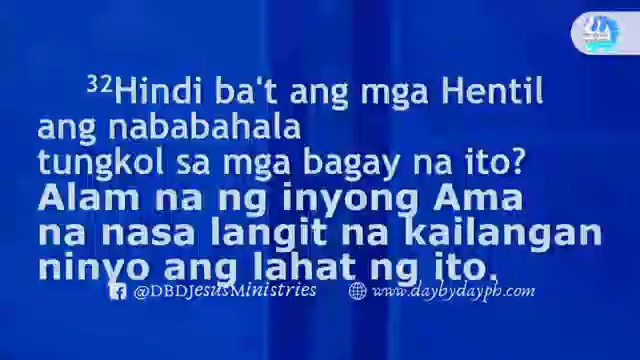 ³²Hindi ba't ang mga Hentil
ang nababahala
tungkol sa mga bagay na ito?
Alam na ng inyong Ama
na nasa langit na kailangan
ninyo ang lahat ng ito.
@DBDJesusMinistries www.daybydayph.com